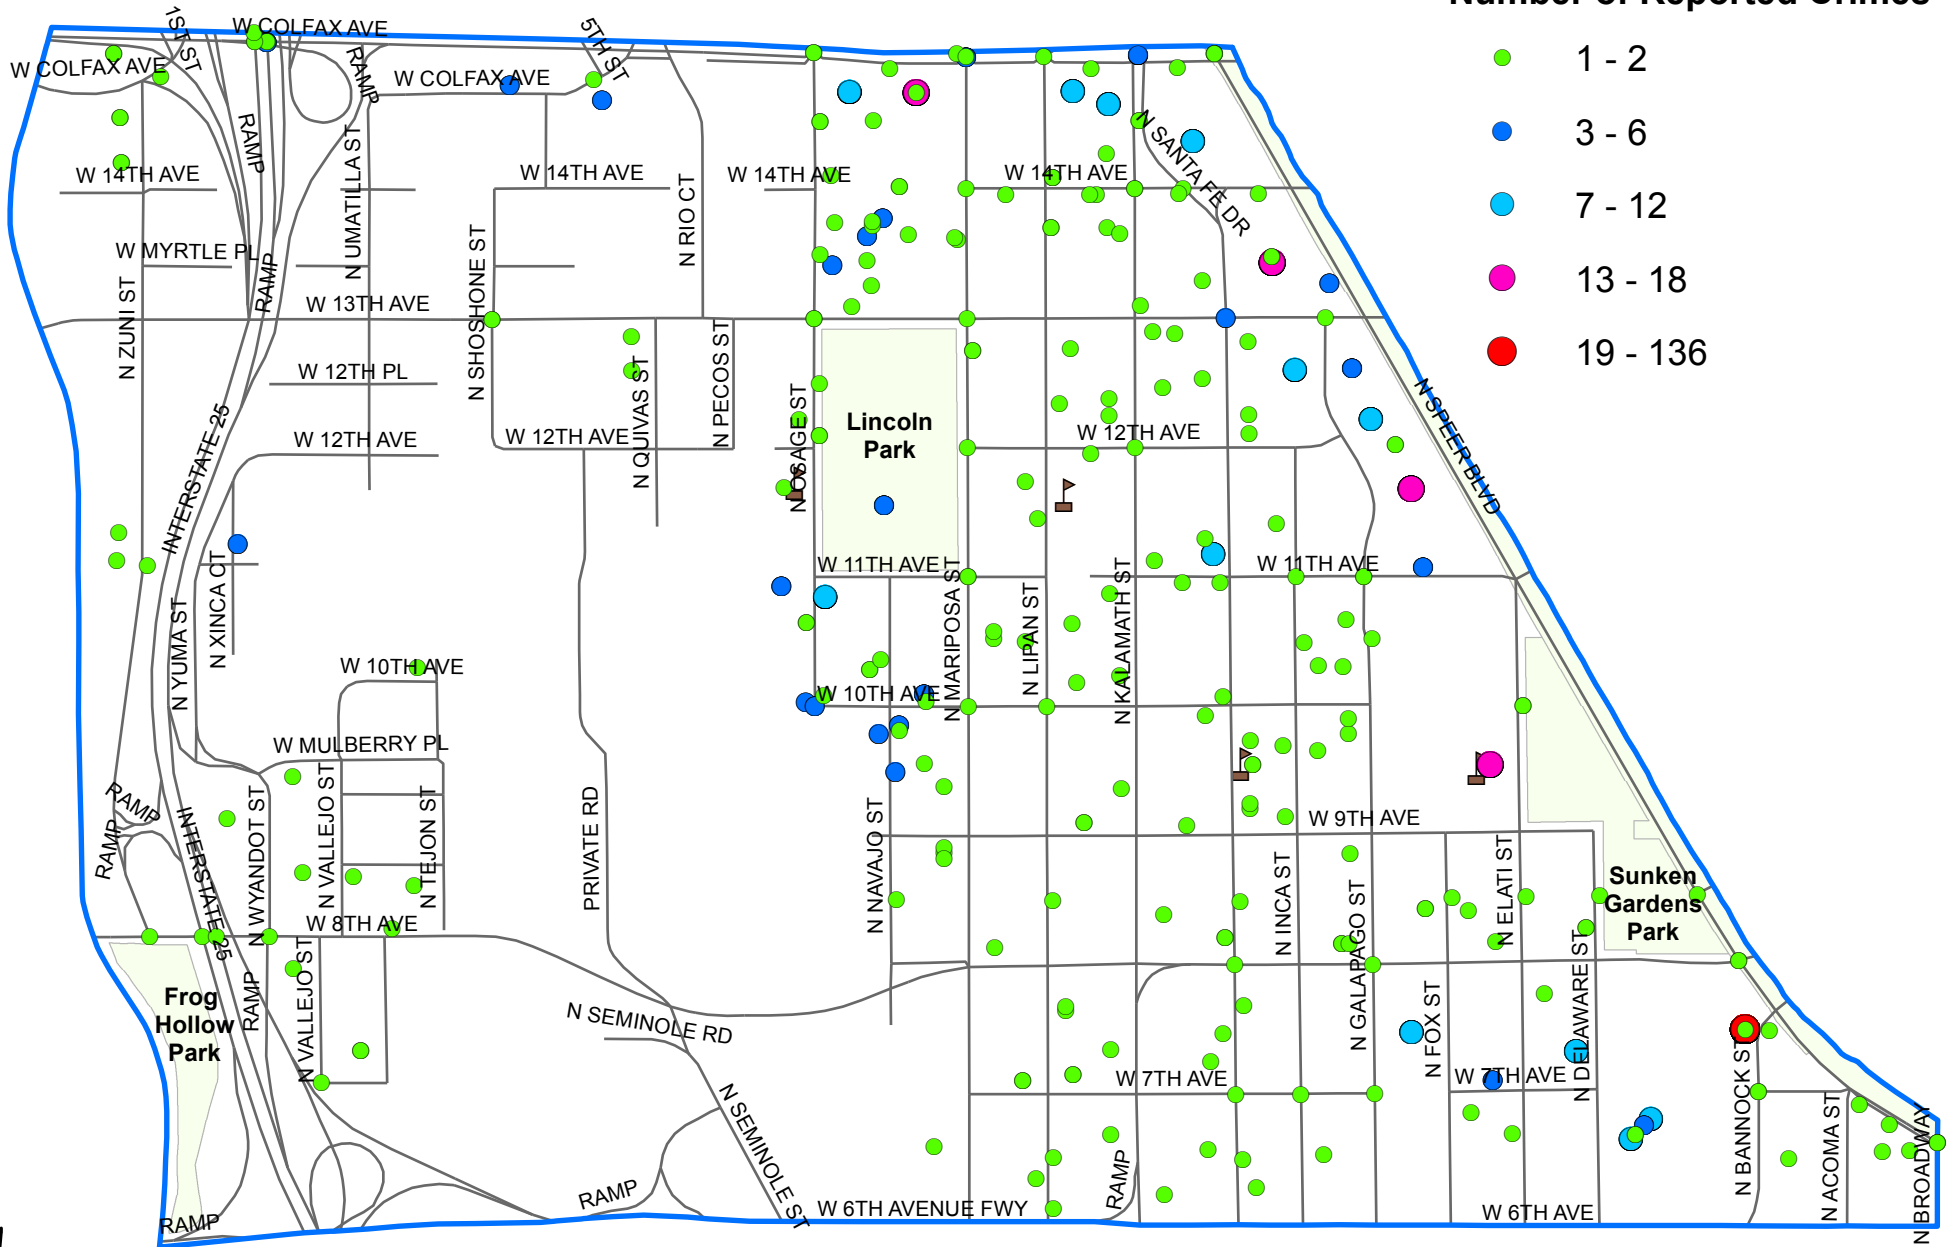 Number of Reported Crimes
1 - 2
3 - 6
7 - 12
13 - 18
19 - 136
W COLFAX AVE
1ST ST
5TH ST
W COLFAX AVE
RAMP
W COLFAX AVE
RAMP
N UMATILLA ST
N SANTA FE DR
W 14TH AVE
W 14TH AVE
W 14TH AVE
W 14TH AVE
N RIO CT
W MYRTLE PL
RAMP
N SHOSHONE ST
N ZUNI ST
W 13TH AVE
W 12TH PL
N QUIVAS ST
N PECOS ST
N OSAGE ST
Lincoln
Park
N SPEER BLVD
INTERSTATE 25
W 12TH AVE
W 12TH AVE
W 12TH AVE
N XINCA CT
N YUMA ST
W 11TH AVE
W 11TH AVE
N MARIPOSA ST
N LIPAN ST
N KALAMATH ST
W 10TH AVE
W 10TH AVE
W MULBERRY PL
RAMP
RAMP
INTERSTATE 25
N WYANDOT ST
N VALLEJO ST
N TEJON ST
PRIVATE RD
N NAVAJO ST
W 9TH AVE
N INCA ST
N GALAPAGO ST
N ELATI ST
Sunken
Gardens
Park
W 8TH AVE
Frog
Hollow
Park
RAMP
N VALLEJO ST
N SEMINOLE RD
N FOX ST
N DELAWARE ST
W 7TH AVE
W 7TH AVE
N BANNOCK ST
N ACOMA ST
N BROADWAY
N SEMINOLE ST
RAMP
RAMP
RAMP
W 6TH AVENUE FWY
W 6TH AVE